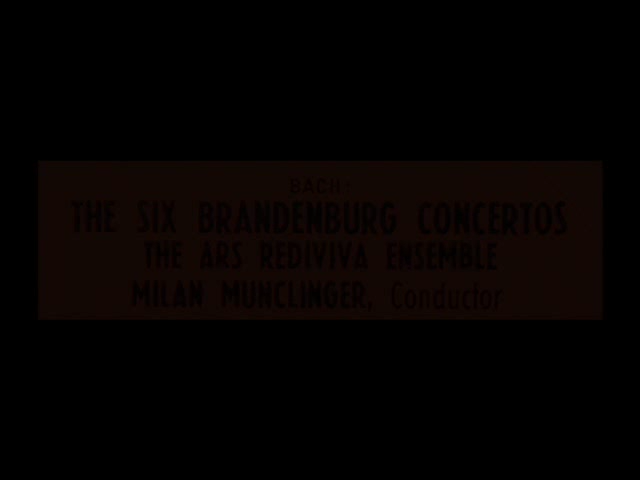 BACH:
THE SIX BRANDENBURG CONCERTOS
THE ARS REDIVIVA ENSEMBLE
MILAN MUNCLINGER, Conductor